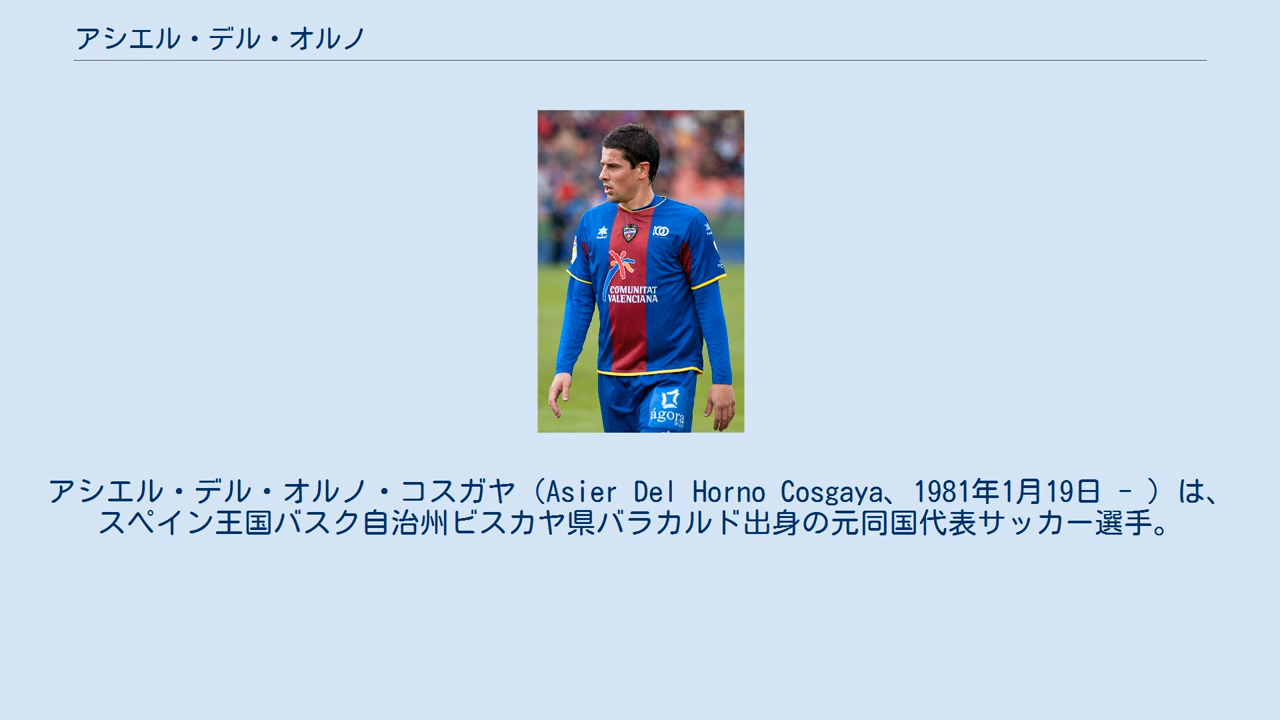 アシエル・デル・オルノ
COMUNITAT
VALENCIANA
ágora
アシエル・デル・オルノ・コスガヤ（Asier Del Horno Cosgaya、1981年1月19日 - ）は、
スペイン王国バスク自治州ビスカヤ県バラカルド出身の元同国代表サッカー選手。